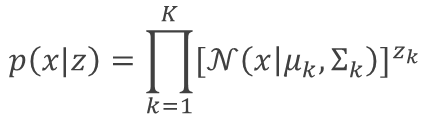 p(x|z) = ∏_{k=1}^{K} [𝒩(x|μ_k, Σ_k)]^{z_k}